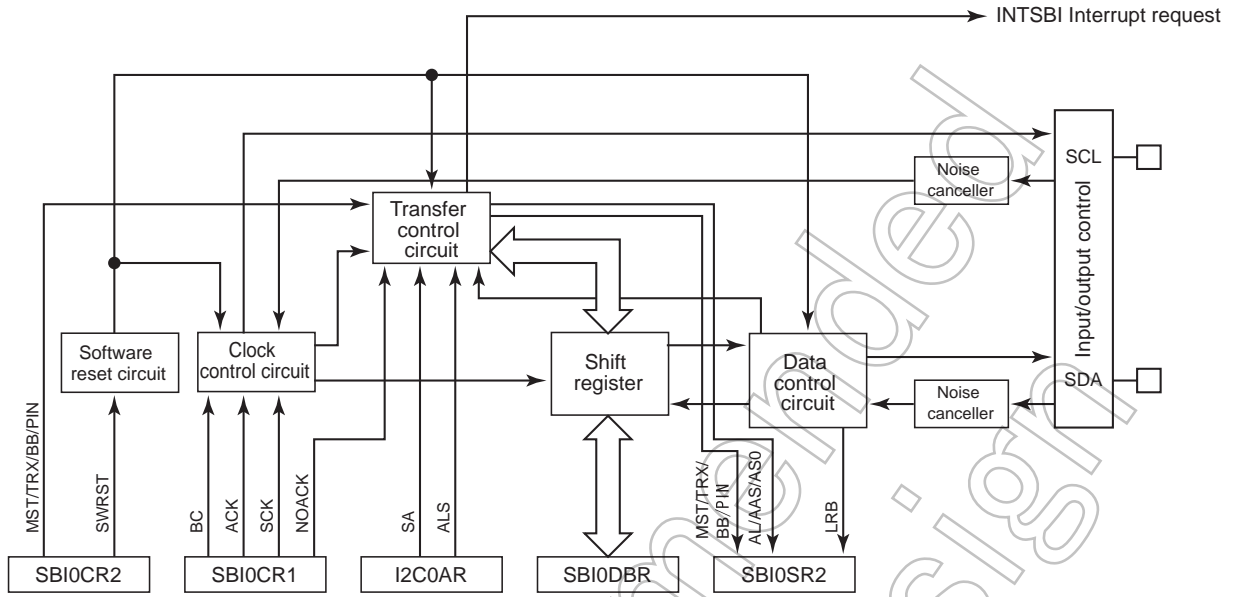 INTSBI Interrupt request
SCL
Noise
canceller
Input/output control
Transfer
control
circuit
Software
reset circuit
Clock
control circuit
Shift
register
Data
control
circuit
SDA
Noise
canceller
MST/TRX/BB/PIN
SWRST
BC
ACK
SCK
NOACK
SA
ALS
MST/TRX/
BB/PIN
AL/AAS/AS0
LRB
SBI0CR2
SBI0CR1
I2C0AR
SBI0DBR
SBI0SR2
mmended
sign